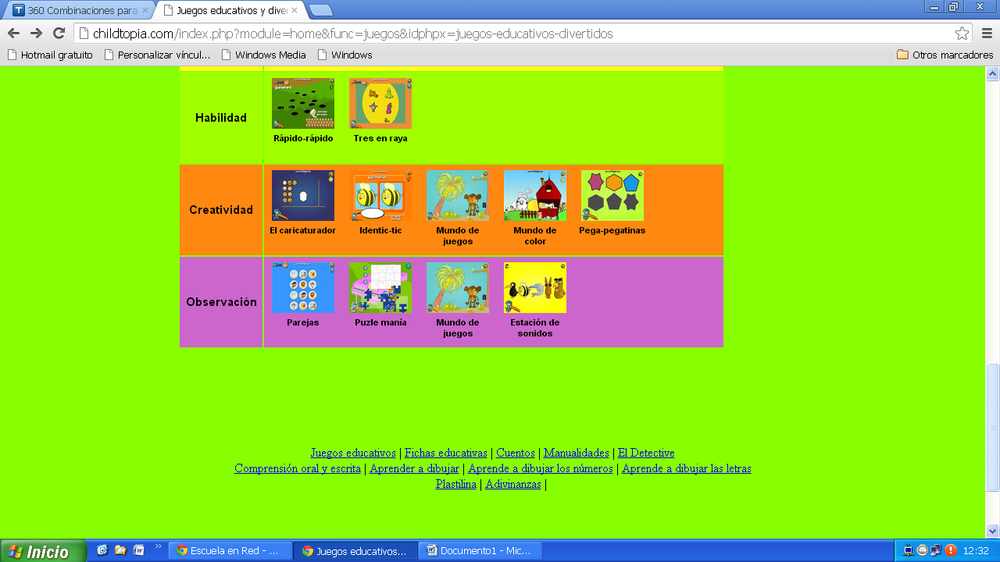 360 Combinaciones para
Juegos educativos y dive
childtopia.com/index.php?module=home&func=juegos&idphpx=juegos-educativos-divertidos
Hotmail gratuito
Personalizar vincul...
Windows Media
Windows
Otros marcadores
Habilidad
Rápido-rápido
Tres en raya
Creatividad
El caricaturador
Identic-tic
Mundo de
juegos
Mundo de
color
Pega-pegatinas
Observación
Parejas
Puzle manía
Mundo de
juegos
Estación de
sonidos
Juegos educativos | Fichas educativas | Cuentos | Manualidades | El Detective
Comprensión oral y escrita | Aprender a dibujar | Aprende a dibujar los números | Aprende a dibujar las letras
Plastilina | Adivinanzas |
Inicio
Escuela en Red - ...
Juegos educativos...
Documento1 - Mic...
12:32